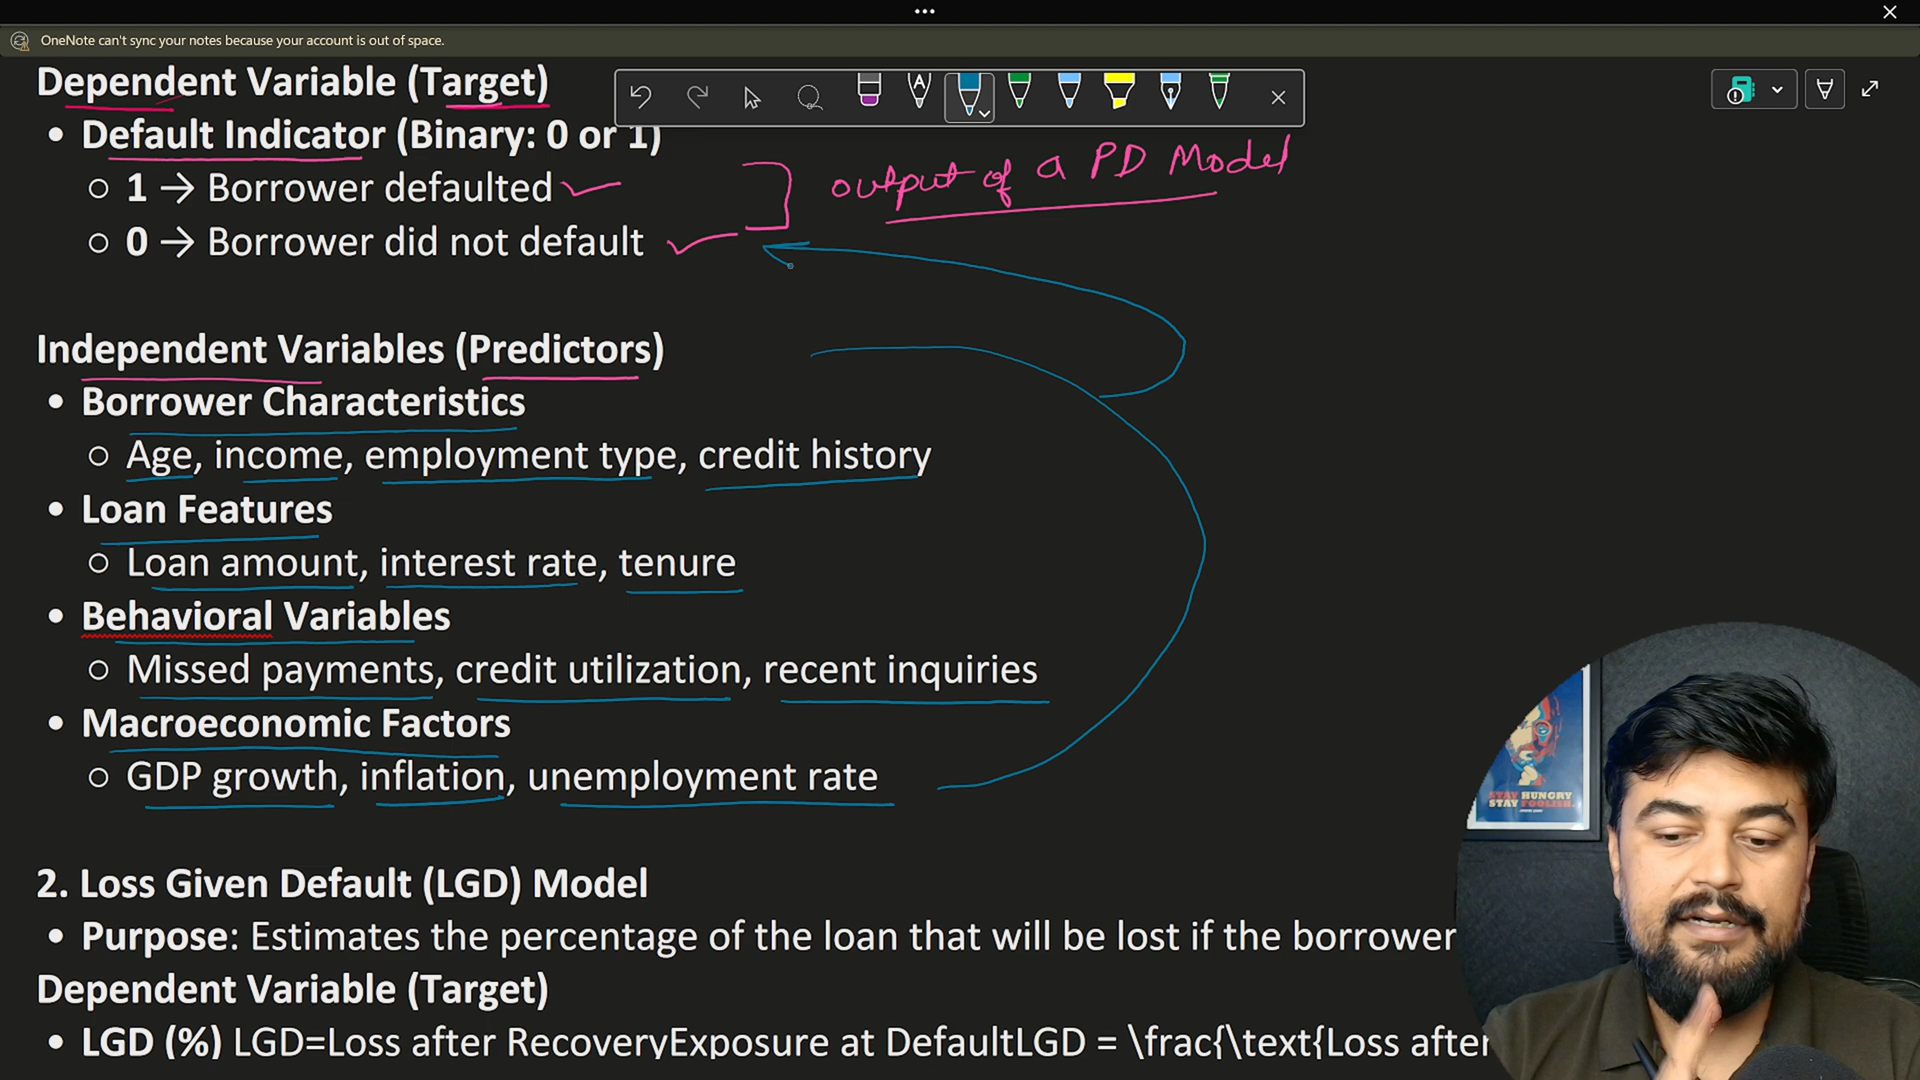 OneNote can't sync your notes because your account is out of space.
Dependent Variable (Target)
• Default Indicator (Binary: 0 or 1)
○ 1 → Borrower defaulted
○ 0 → Borrower did not default
output of a PD Model
Independent Variables (Predictors)
• Borrower Characteristics
○ Age, income, employment type, credit history
• Loan Features
○ Loan amount, interest rate, tenure
• Behavioral Variables
○ Missed payments, credit utilization, recent inquiries
• Macroeconomic Factors
○ GDP growth, inflation, unemployment rate
2. Loss Given Default (LGD) Model
• Purpose: Estimates the percentage of the loan that will be lost if the borrower
Dependent Variable (Target)
• LGD (%) LGD=Loss after RecoveryExposure at DefaultLGD = \frac{\text{Loss after
STAY HUNGRY
STAY FOOLISH.